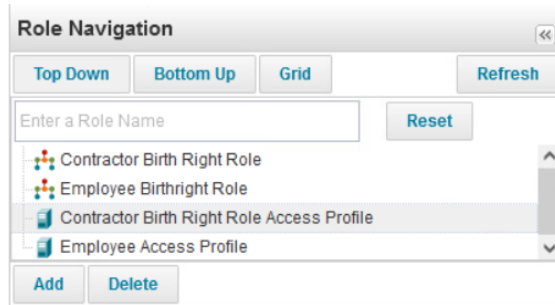 Role Navigation
Top Down Bottom Up Grid Refresh
Enter a Role Name Reset
Contractor Birth Right Role
Employee Birthright Role
Contractor Birth Right Role Access Profile
Employee Access Profile
Add Delete